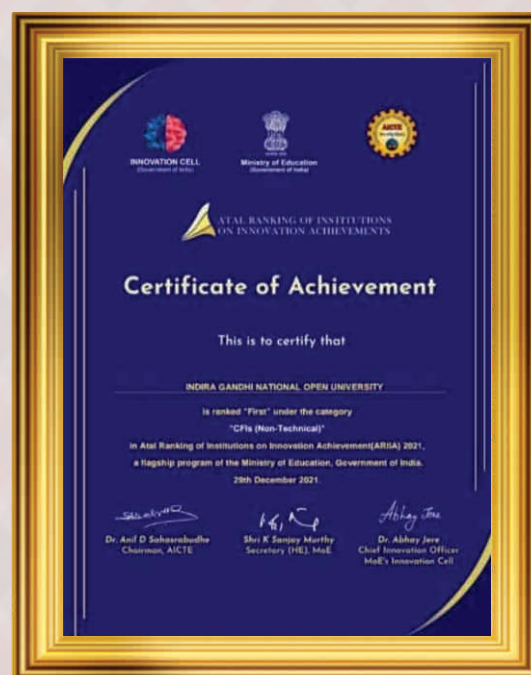 INNOVATION CELL
(Government of India)
Ministry of Education
(Government of India)
AICTE
ATAL RANKING OF INSTITUTIONS
ON INNOVATION ACHIEVEMENTS
Certificate of Achievement
This is to certify that
INDIRA GANDHI NATIONAL OPEN UNIVERSITY
is ranked "First" under the category
"CFIs (Non-Technical)"
in Atal Ranking of Institutions on Innovation Achievement(ARIIA) 2021,
a flagship program of the Ministry of Education, Government of India.
29th December 2021.
Abhay Jere
Dr. Anil D Sahasrabudhe
Chairman, AICTE
Shri K Sanjay Murthy
Secretary (HE), MoE
Dr. Abhay Jere
Chief Innovation Officer
MoE's Innovation Cell